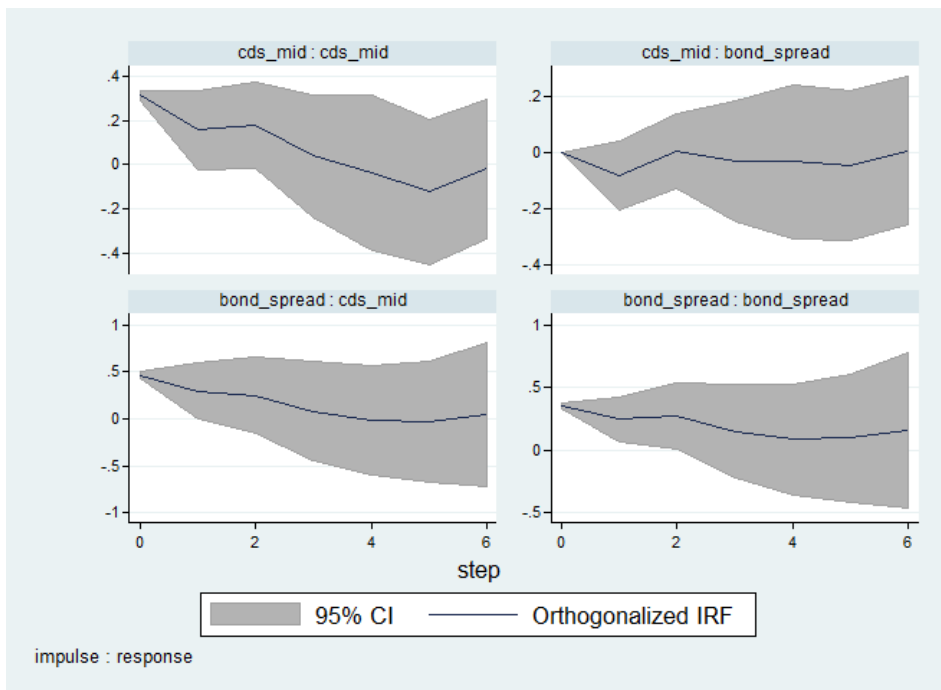 cds_mid : cds_mid
cds_mid : bond_spread
.4
.2
0
-.2
-.4
.2
0
-.2
-.4
bond_spread : cds_mid
bond_spread : bond_spread
1
.5
0
-.5
-1
1
.5
0
-.5
0 2 4 6
0 2 4 6
step
95% CI
Orthogonalized IRF
impulse : response